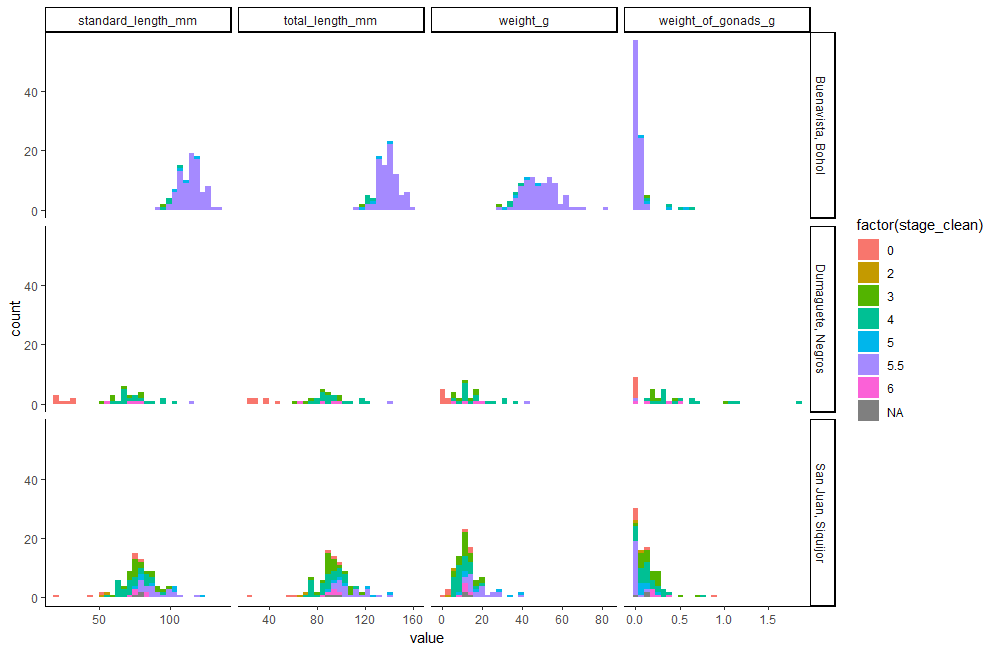 standard_length_mm total_length_mm weight_g weight_of_gonads_g
40
20
0
Buenavista, Bohol
40
20
0
Dumaguete, Negros
40
20
0
San Juan, Siquijor
count
50 100 40 80 120 160 0 20 40 60 80 0.0 0.5 1.0 1.5
value
factor(stage_clean)
0
2
3
4
5
5.5
6
NA